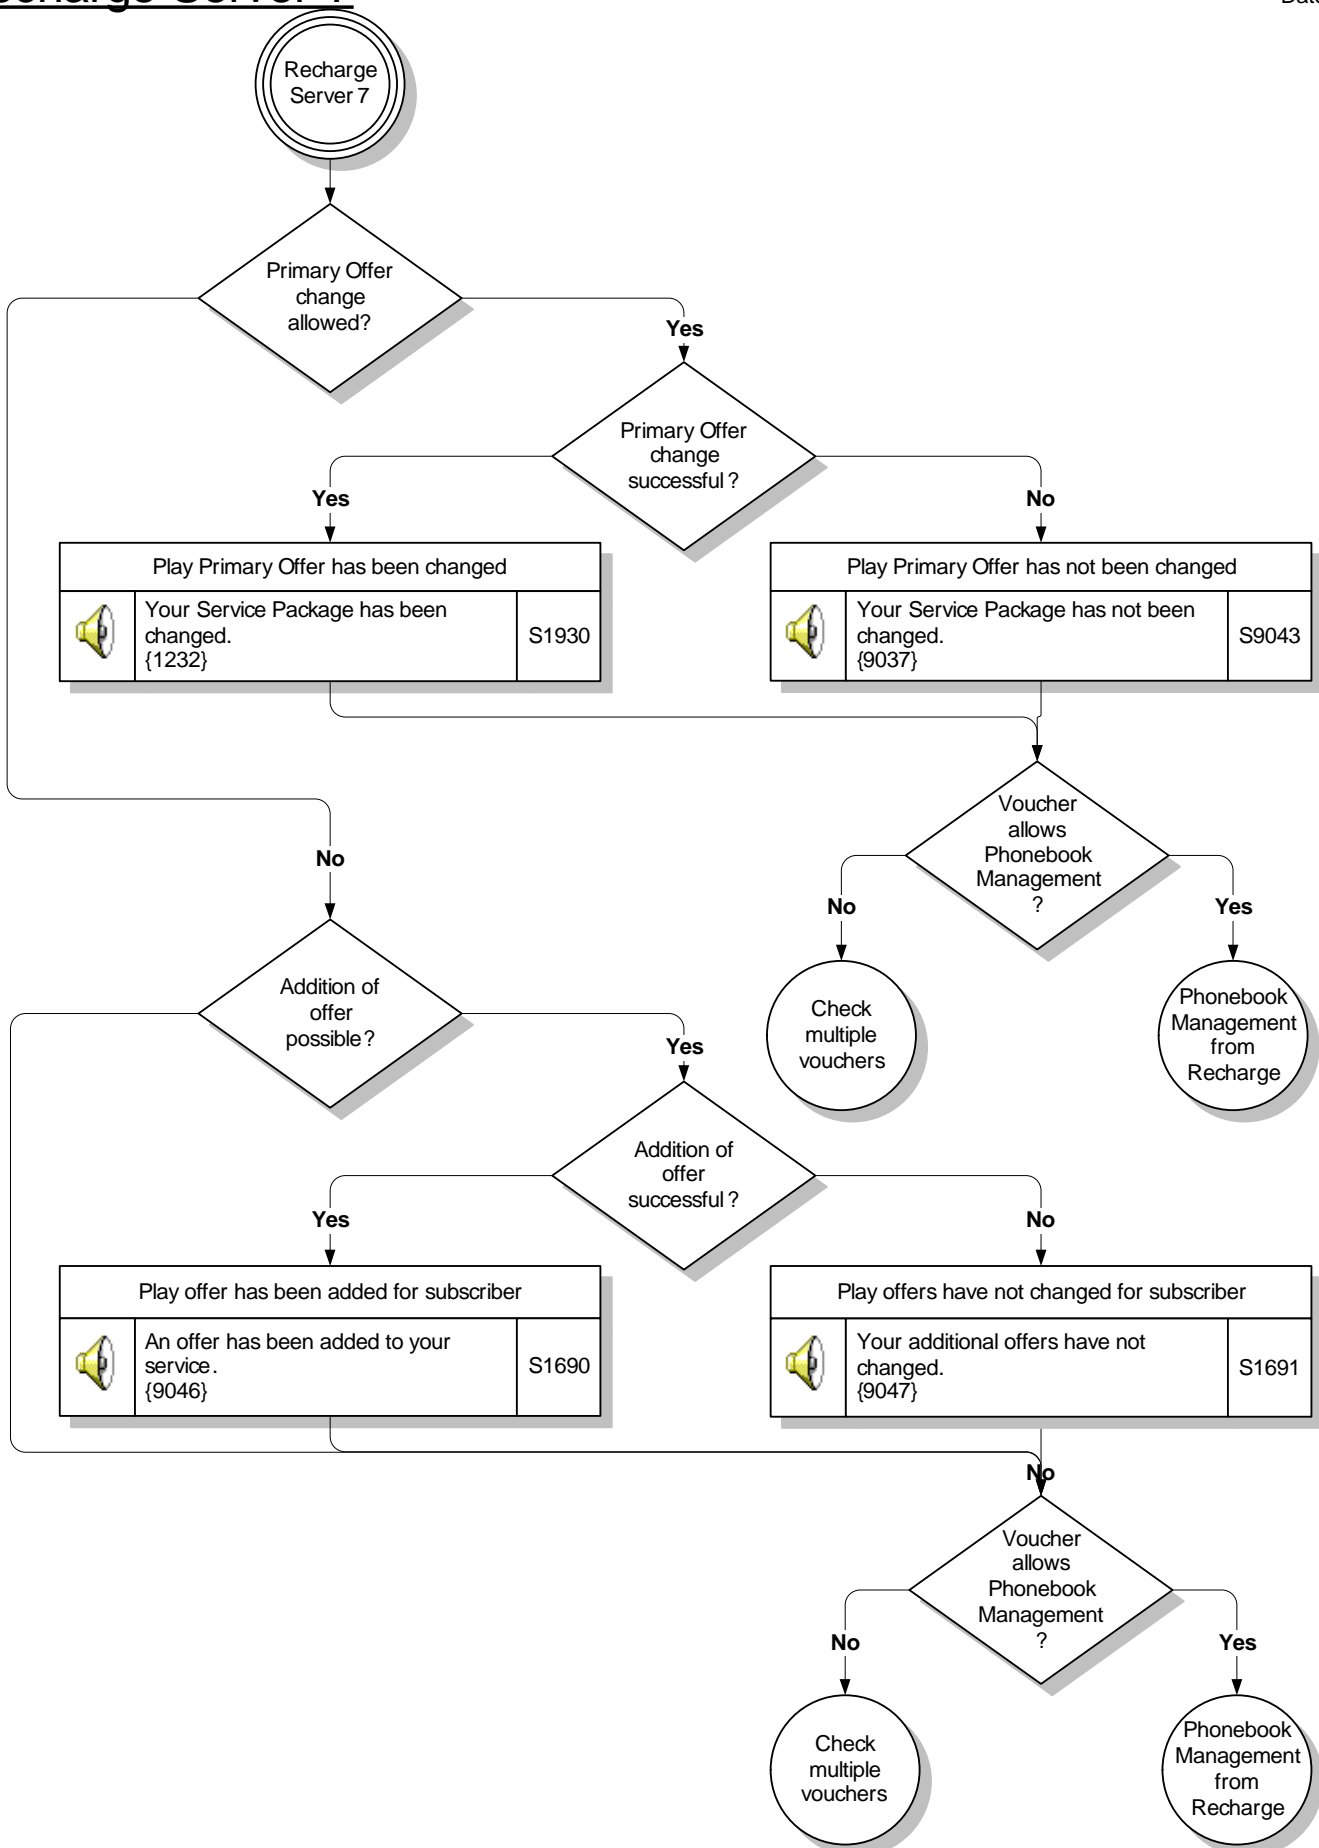 Recharge
Server 7
Primary Offer
change
allowed?
Yes
Primary Offer
change
successful ?
Yes
No
Play Primary Offer has been changed
Your Service Package has been
changed.
{1232}
S1930
Play Primary Offer has not been changed
Your Service Package has not been
changed.
{9037}
S9043
Voucher
allows
Phonebook
Management
?
No
No
Yes
Addition of
offer
possible ?
Check
multiple
vouchers
Phonebook
Management
from
Recharge
Yes
Addition of
offer
successful ?
Yes
No
Play offer has been added for subscriber
An offer has been added to your
service.
{9046}
S1690
Play offers have not changed for subscriber
Your additional offers have not
changed.
{9047}
S1691
No
Voucher
allows
Phonebook
Management
?
No
Yes
Check
multiple
vouchers
Phonebook
Management
from
Recharge